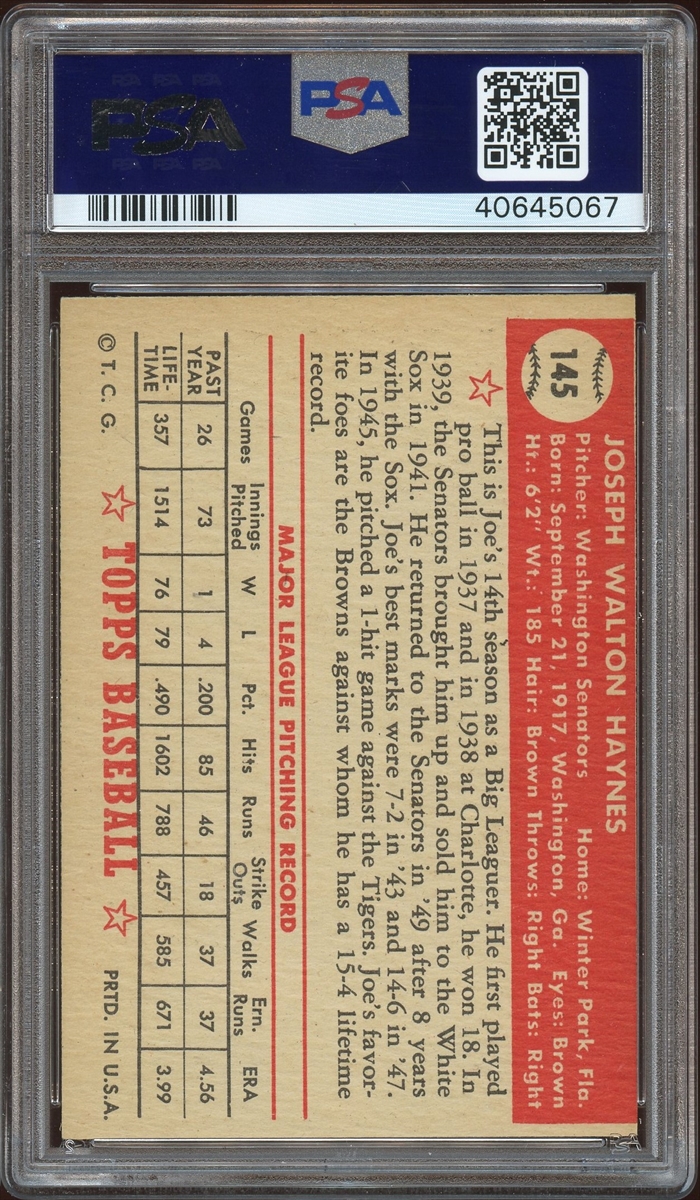 PSA PSA PSA
PSA
PSA PSA PSA
PSA
40645067
145
JOSEPH WALTON HAYNES
Pitcher: Washington Senators Home: Winter Park, Fla.
Born: September 21, 1917, Washington, Ga. Eyes: Brown
Ht.: 6'2" Wt.: 185 Hair: Brown Throws: Right Bats: Right
This is Joe's 14th season as a Big Leaguer. He first played
pro ball in 1937 and in 1938 at Charlotte, he won 18. In
1939, the Senators brought him up and sold him to the White
Sox in 1941. He returned to the Senators in '49 after 8 years
with the Sox. Joe's best marks were 7-2 in '43 and 14-6 in '47.
In 1945, he pitched a 1-hit game against the Tigers. Joe's favor-
ite foes are the Browns against whom he has a 15-4 lifetime
record.
MAJOR LEAGUE PITCHING RECORD
Games Innings Pitched W L Pct. Hits Runs Strike Outs Walks Ern. Runs ERA
PAST YEAR 26 73 1 4 .200 85 46 18 37 37 4.56
LIFE-TIME 357 1514 76 79 .490 1602 788 457 585 671 3.99
© T. C. G. TOPPS BASEBALL PRTD. IN U.S.A.